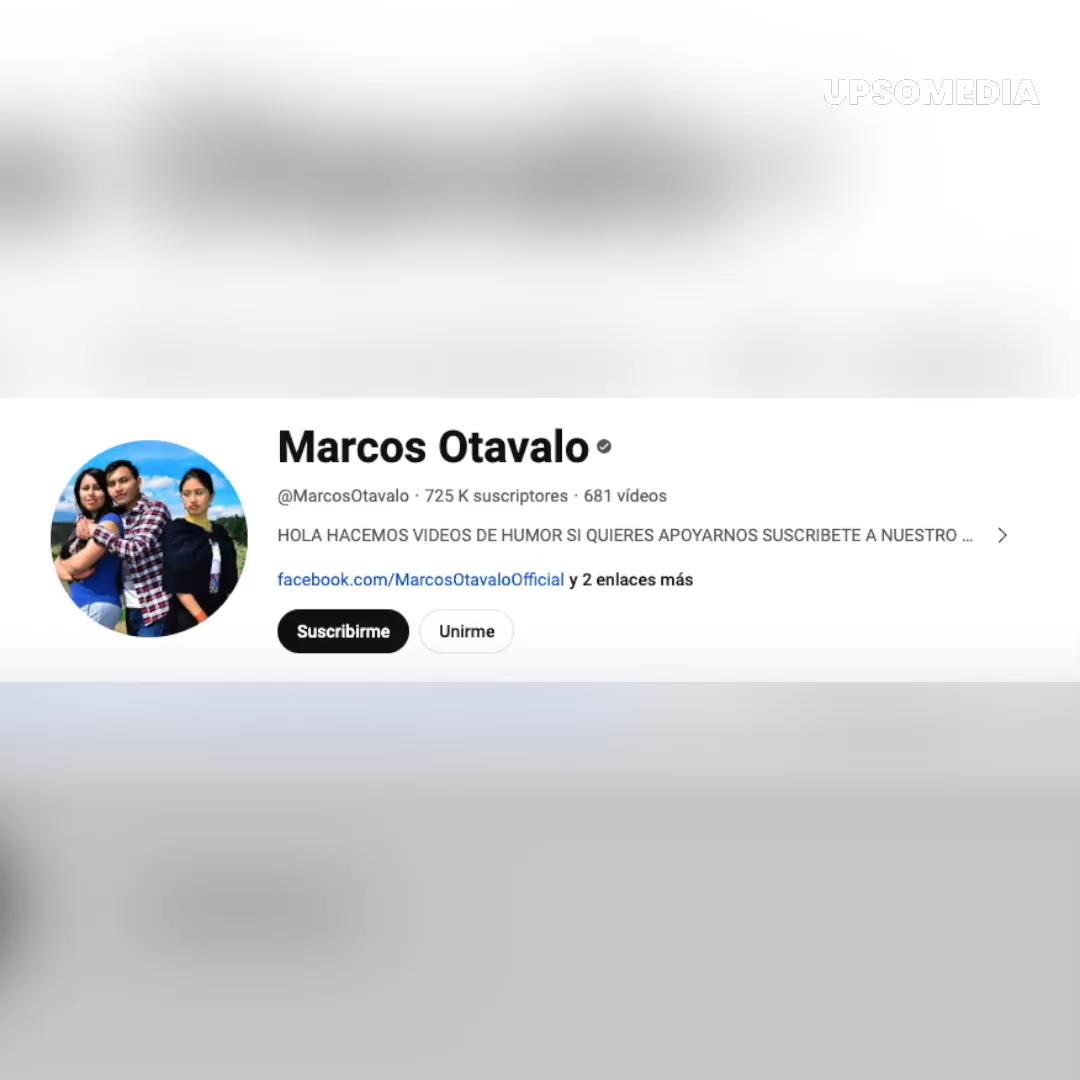 UPSOMEDIA
Marcos Otavalo
@MarcosOtavalo · 725 K suscriptores · 681 vídeos
HOLA HACEMOS VIDEOS DE HUMOR SI QUIERES APOYARNOS SUSCRIBETE A NUESTRO ...
facebook.com/MarcosOtavaloOfficial y 2 enlaces más
Suscribirme Unirme